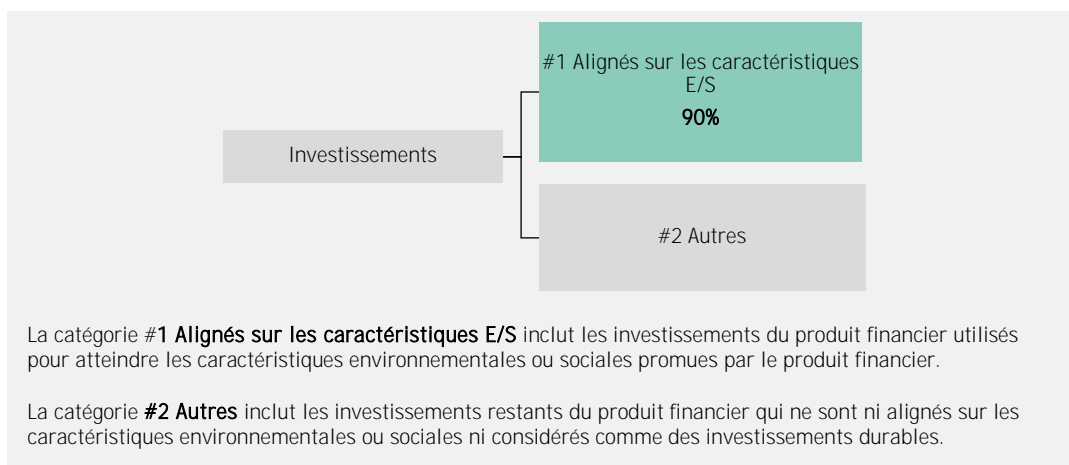 #1 Alignés sur les caractéristiques
E/S
90%
Investissements
#2 Autres
La catégorie #1 Alignés sur les caractéristiques E/S inclut les investissements du produit financier utilisés
pour atteindre les caractéristiques environnementales ou sociales promues par le produit financier.
La catégorie #2 Autres inclut les investissements restants du produit financier qui ne sont ni alignés sur les
caractéristiques environnementales ou sociales ni considérés comme des investissements durables.